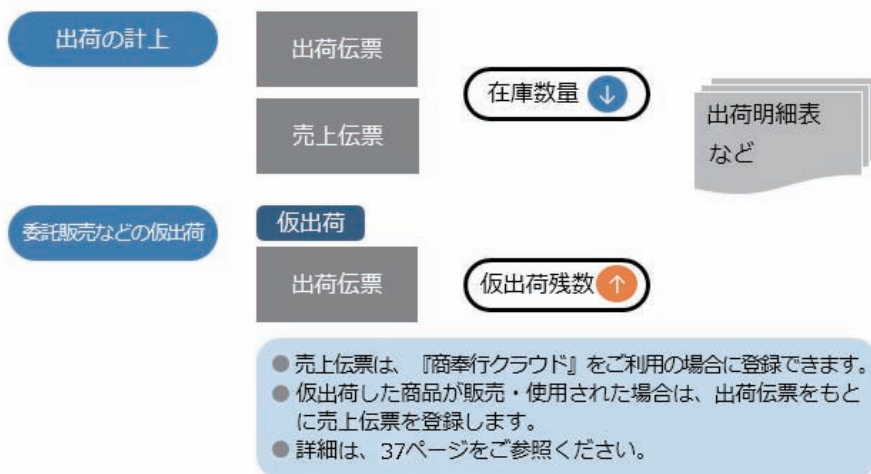 出荷の計上
出荷伝票
売上伝票
在庫数量 ↓
出荷明細表
など
委託販売などの仮出荷
仮出荷
出荷伝票
仮出荷残数 ↑
● 売上伝票は、『商奉行クラウド』をご利用の場合に登録できます。
● 仮出荷した商品が販売・使用された場合は、出荷伝票をもと
に売上伝票を登録します。
● 詳細は、37ページをご参照ください。